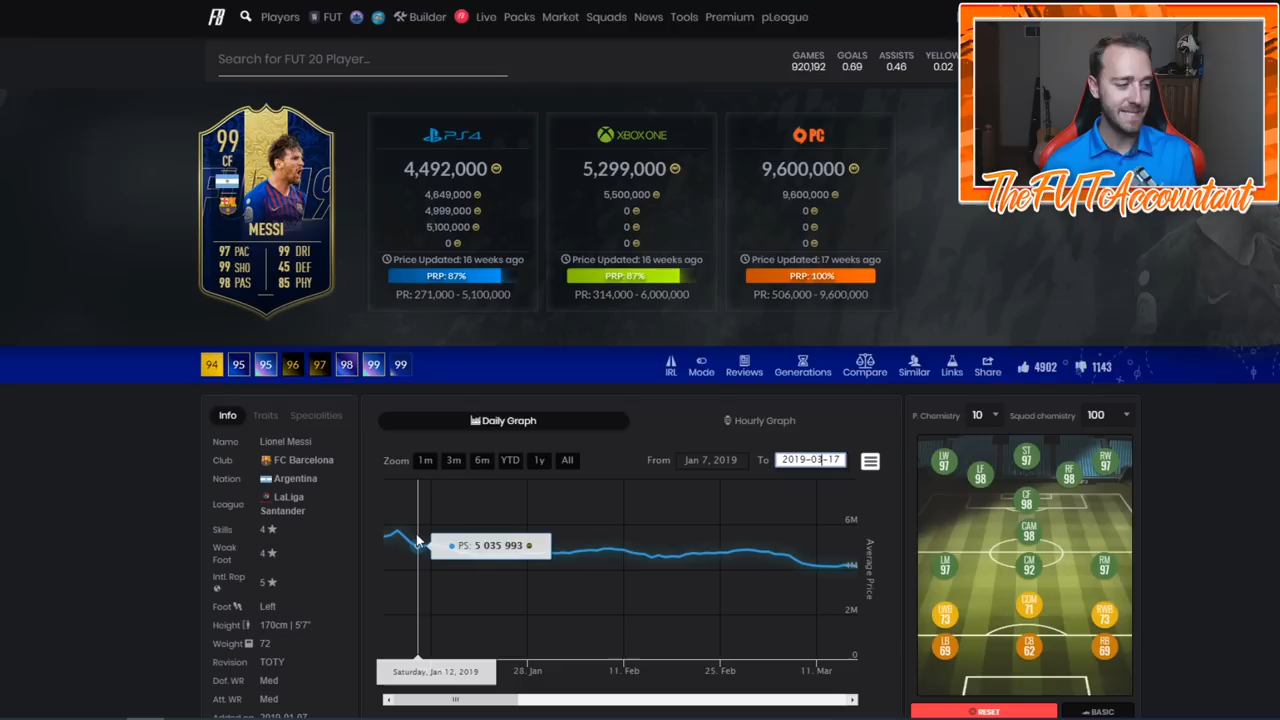 F8 Players FUT Builder Live Packs Market Squads News Tools Premium pLeague
Search for FUT 20 Player...
GAMES GOALS ASSISTS YELLOW
920,192 0.69 0.46 0.02
TheFUTAccountant
99
CF
MESSI
97 PAC 99 DRI
99 SHO 45 DEF
98 PAS 85 PHY
PS4
4,492,000
4,649,000
4,999,000
5,100,000
0
Price Updated: 16 weeks ago
PRP: 87%
PR: 271,000 - 5,100,000
XBOX ONE
5,299,000
5,500,000
0
0
0
Price Updated: 16 weeks ago
PRP: 87%
PR: 314,000 - 6,000,000
PC
9,600,000
9,600,000
0
0
0
Price Updated: 17 weeks ago
PRP: 100%
PR: 506,000 - 9,600,000
94 95 95 96 97 98 99 99
IRL Mode Reviews Generations Compare Similar Links Share 4902 1143
Info Traits Specialities
Name Lionel Messi
Club FC Barcelona
Nation Argentina
League LaLiga
Santander
Skills 4
Weak
Foot 4
Intl. Rep 5
Foot Left
Height 170cm | 5'7"
Weight 72
Revision TOTY
Def. WR Med
Att. WR Med
Added on 2019-01-07
Daily Graph Hourly Graph
Zoom 1m 3m 6m YTD 1y All From Jan 7, 2019 To 2019-03-17
PS: 5 035 993
6M
4M
2M
0
Average Price
Saturday, Jan 12, 2019
28. Jan 11. Feb 25. Feb 11. Mar
P. Chemistry 10 Squad chemistry 100
LW
97
LF
98
ST
97
RF
98
RW
97
CF
98
CAM
98
LM
97
CM
92
RM
97
CDM
71
LWB
73
RWB
73
LB
69
CB
62
RB
69
RESET BASIC